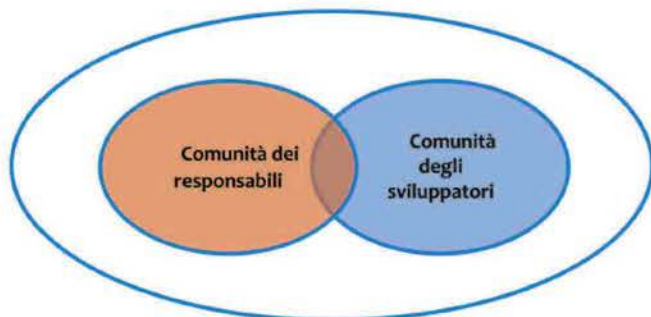 Comunità dei
responsabili
Comunità
degli
sviluppatori